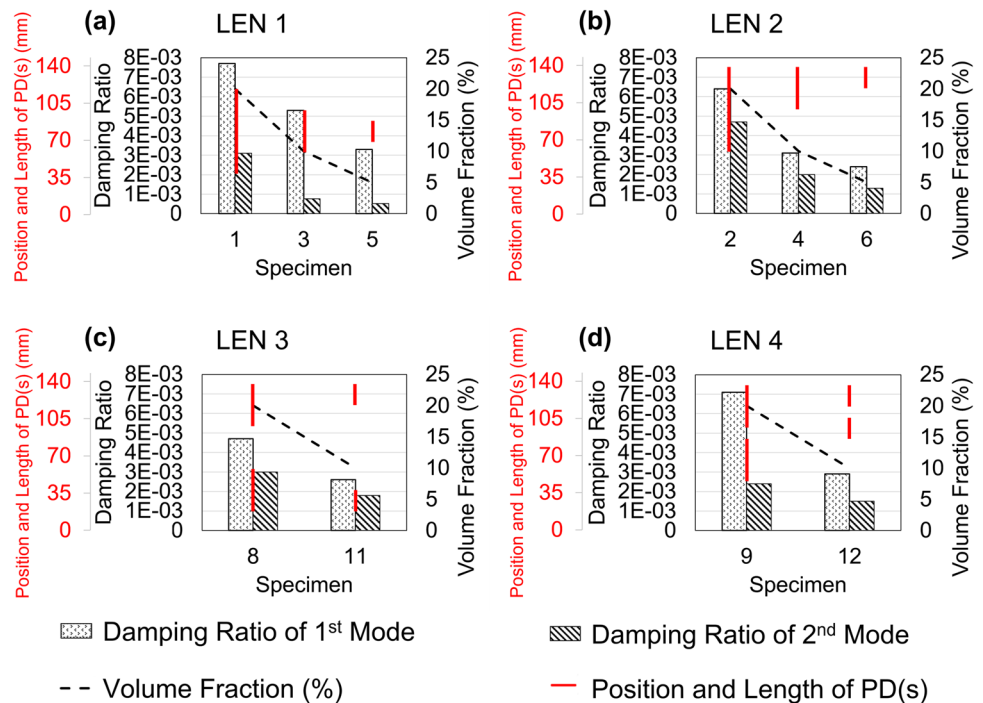 (a) LEN 1
Position and Length of PD(s) (mm)
140
105
70
35
0
Damping Ratio
8E-03
7E-03
6E-03
5E-03
4E-03
3E-03
2E-03
1E-03
0
25
20
15
10
5
0
Volume Fraction (%)
1 3 5
Specimen
(b) LEN 2
Position and Length of PD(s) (mm)
140
105
70
35
0
Damping Ratio
8E-03
7E-03
6E-03
5E-03
4E-03
3E-03
2E-03
1E-03
0
25
20
15
10
5
0
Volume Fraction (%)
2 4 6
Specimen
(c) LEN 3
Position and Length of PD(s) (mm)
140
105
70
35
0
Damping Ratio
8E-03
7E-03
6E-03
5E-03
4E-03
3E-03
2E-03
1E-03
0
25
20
15
10
5
0
Volume Fraction (%)
8 11
Specimen
(d) LEN 4
Position and Length of PD(s) (mm)
140
105
70
35
0
Damping Ratio
8E-03
7E-03
6E-03
5E-03
4E-03
3E-03
2E-03
1E-03
0
25
20
15
10
5
0
Volume Fraction (%)
9 12
Specimen
Damping Ratio of 1st Mode
Damping Ratio of 2nd Mode
Volume Fraction (%)
Position and Length of PD(s)